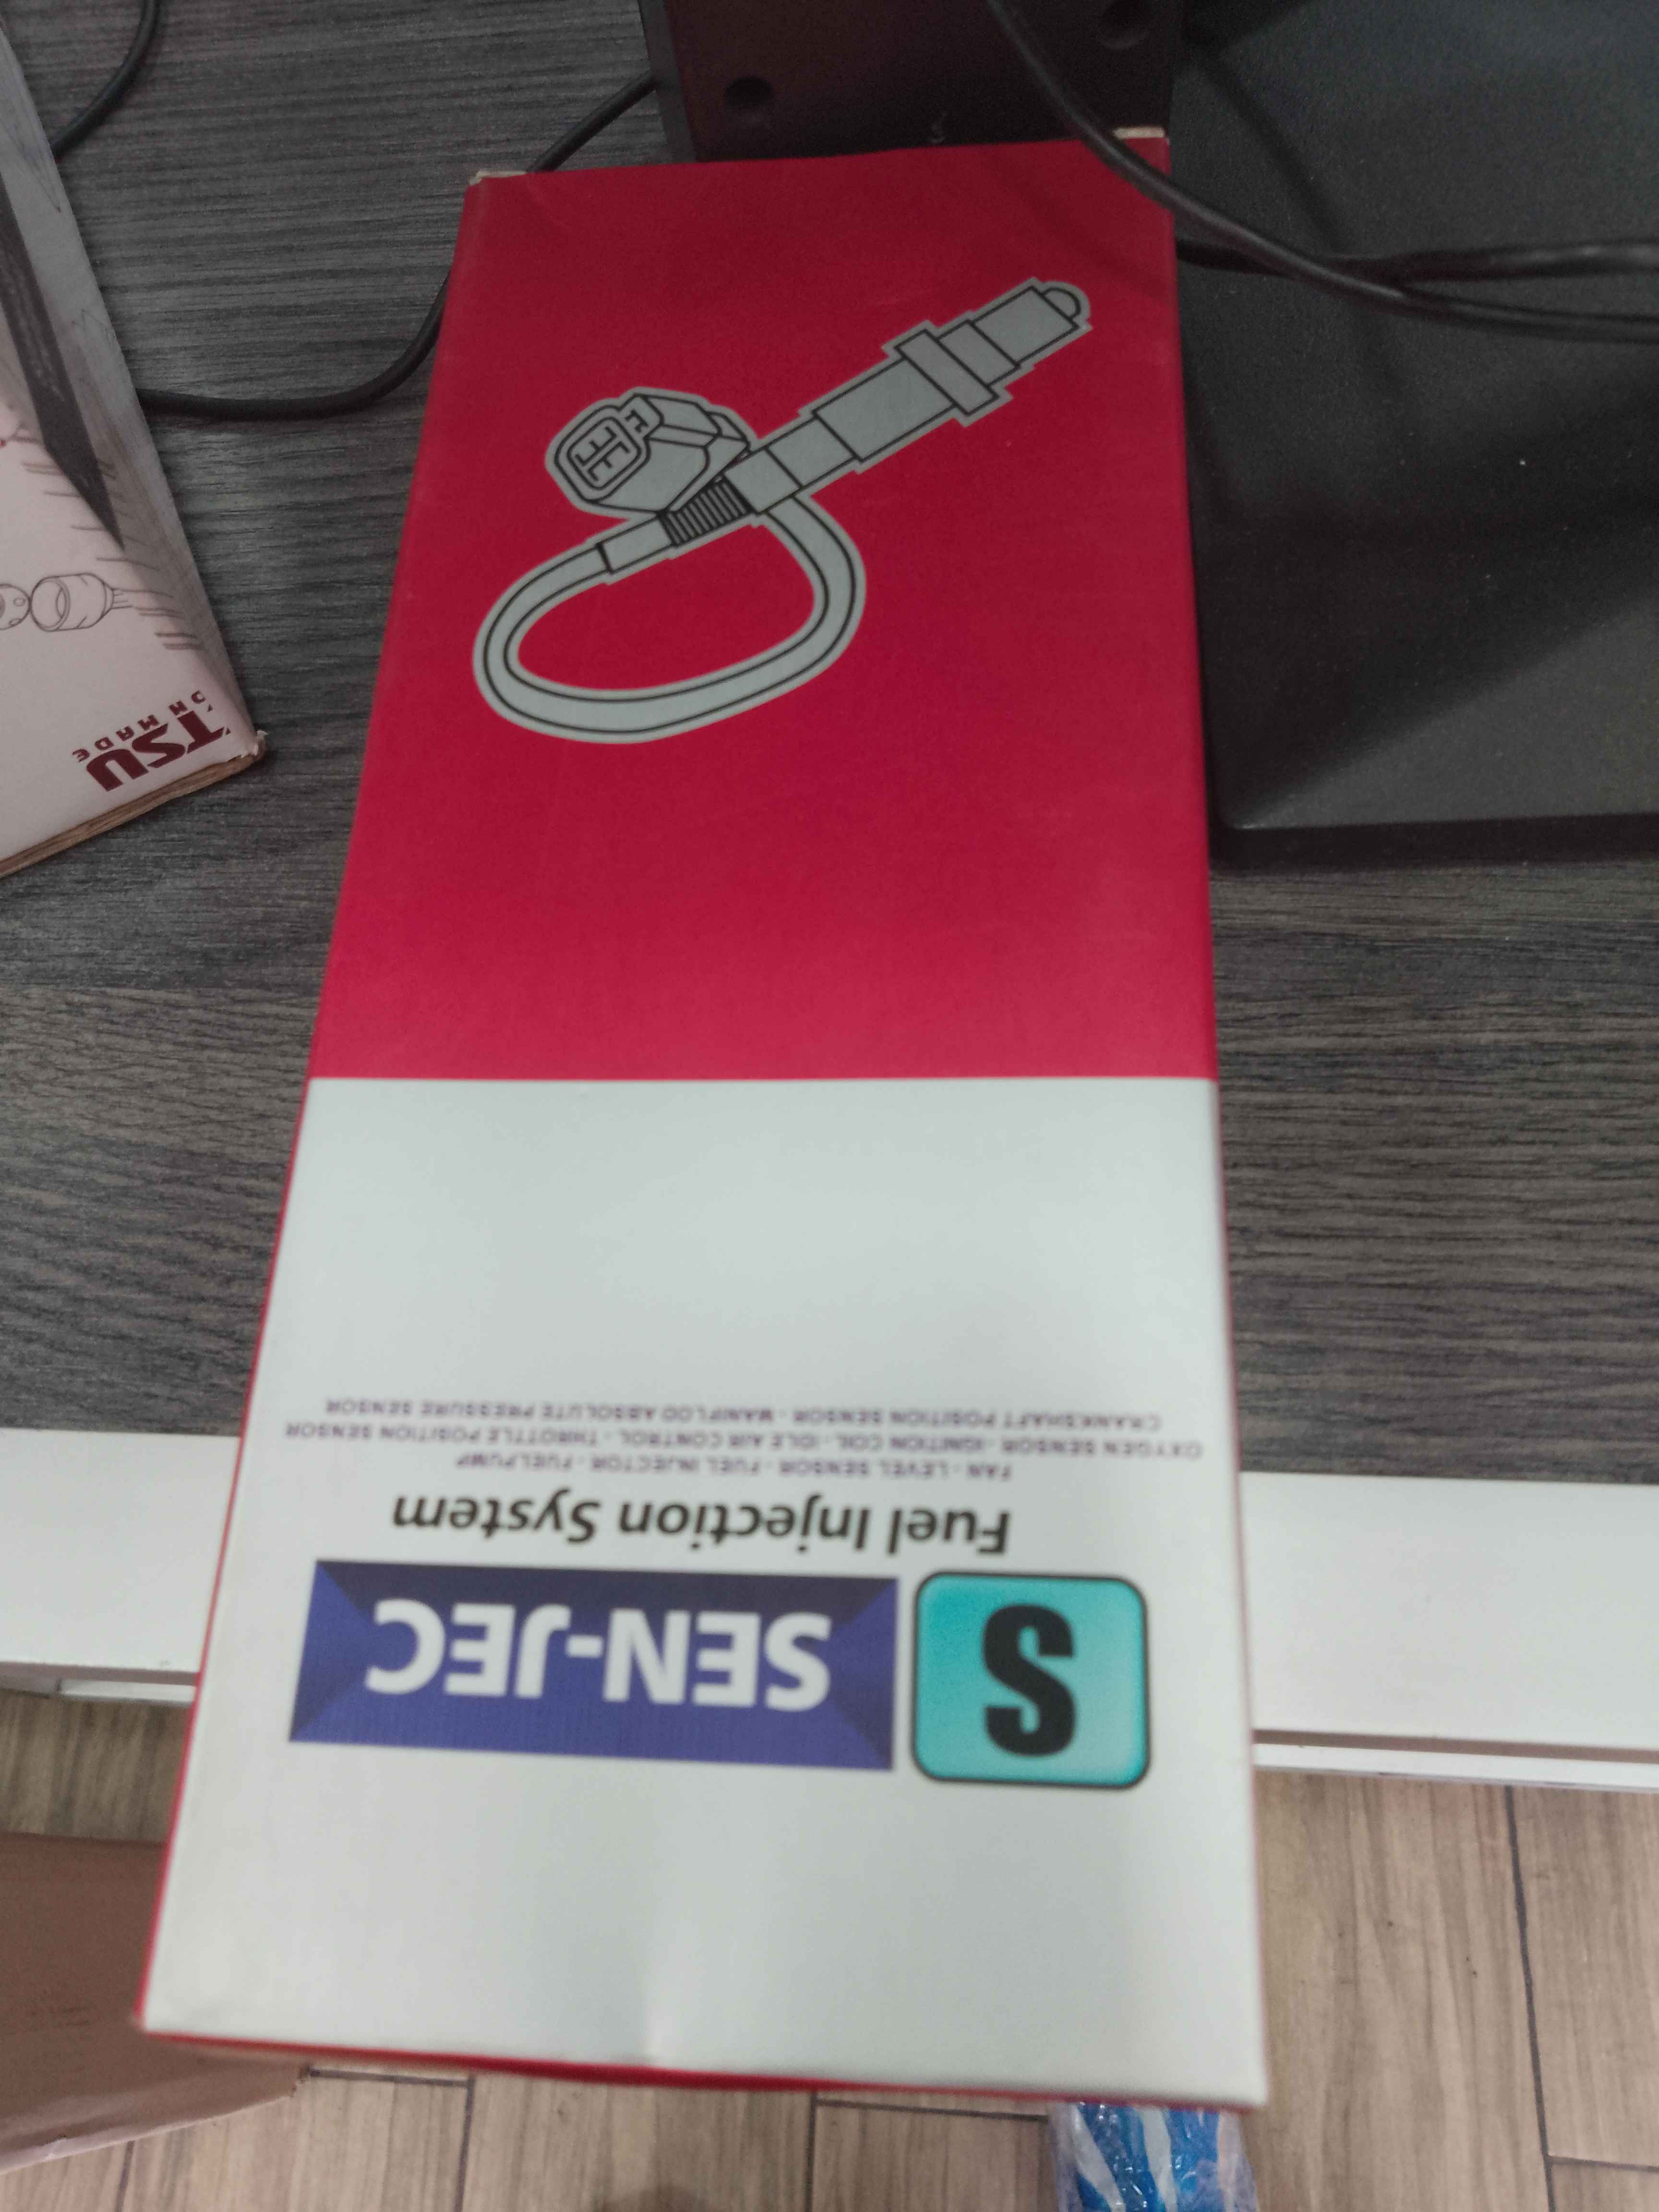 S SEN-JEC
Fuel Injection System
FAN · LEVEL SENSOR · FUEL INJECTOR · FUELPUMP
OXYGEN SENSOR · IGNITION COIL · IDLE AIR CONTROL · THROTTLE POSITION SENSOR
CRANKSHAFT POSITION SENSOR · MANIFLOD ABSOLUTE PRESSURE SENSOR
TSU
MADE